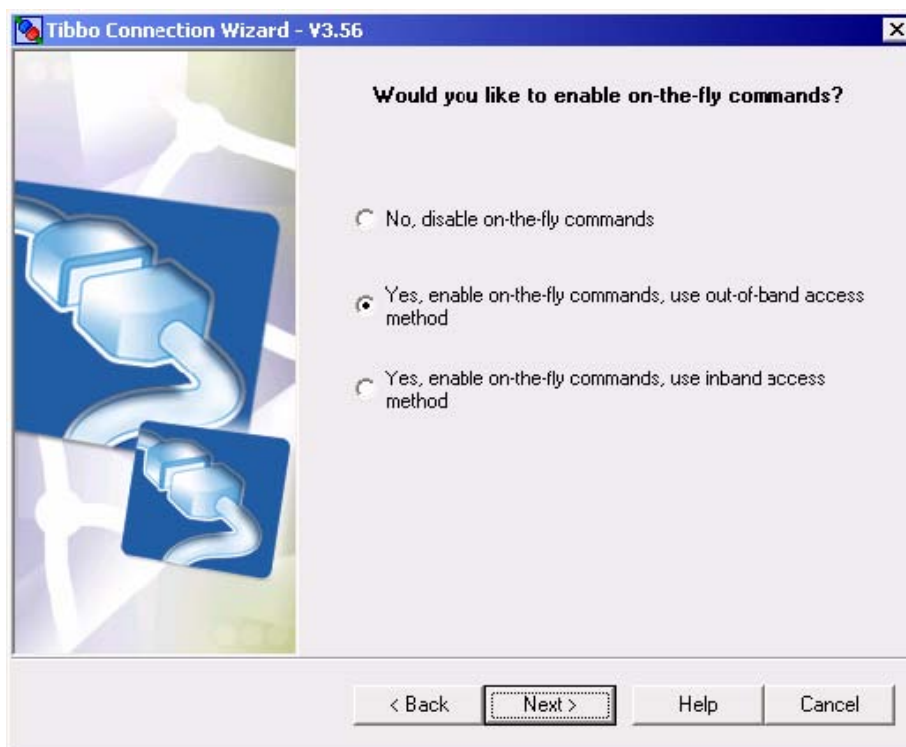 Tibbo Connection Wizard - V3.56
Would you like to enable on-the-fly commands?
No, disable on-the-fly commands
Yes, enable on-the-fly commands, use out-of-band access
method
Yes, enable on-the-fly commands, use inband access
method
< Back
Next >
Help
Cancel